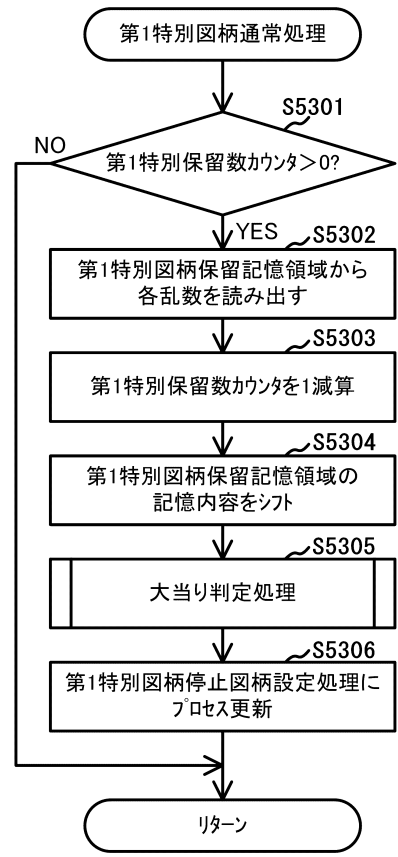 第1特別図柄通常処理
S5301
第1特別保留数カウンタ>0?
NO
YES
S5302
第1特別図柄保留記憶領域から
各乱数を読み出す
S5303
第1特別保留数カウンタを1減算
S5304
第1特別図柄保留記憶領域の
記憶内容をシフト
S5305
大当り判定処理
S5306
第1特別図柄停止図柄設定処理に
プロセス更新
リターン